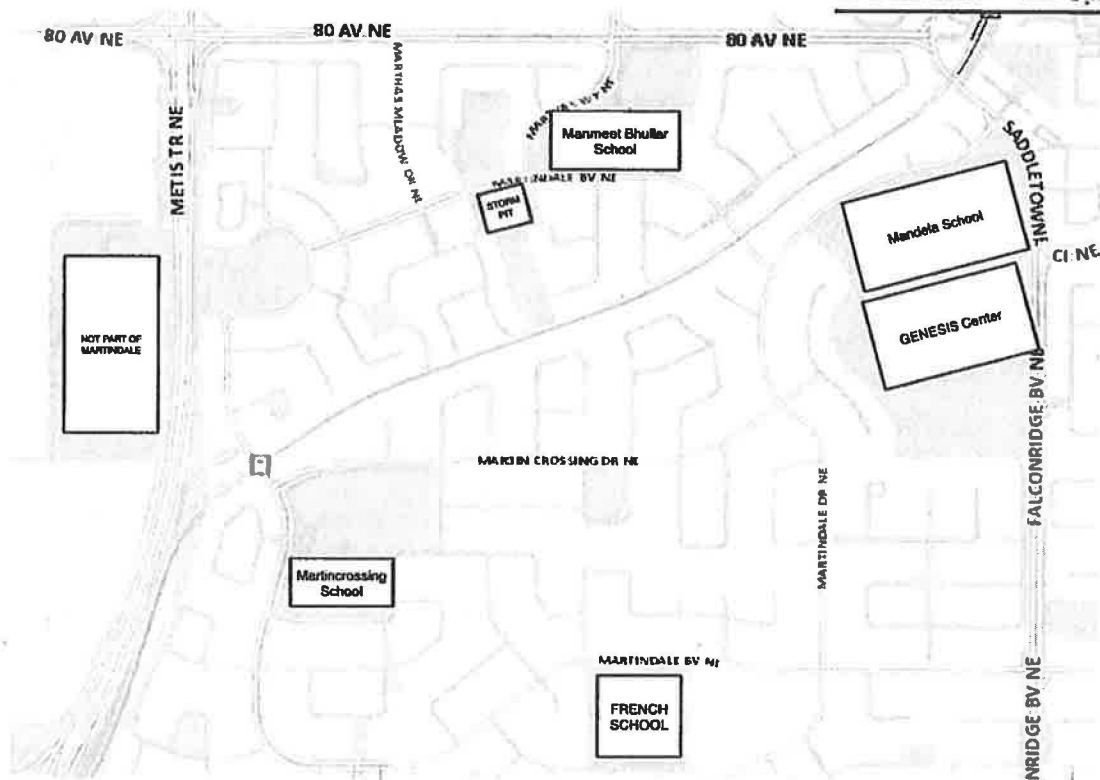 80 AV NE
80 AV NE
80 AV NE
METIS TR NE
MARTHAS MEADOW DR NE
Manmeet Bhullar
School
MARTINDALE BV NE
STORM
PIT
SADDLETOWNE
CI NE
Mandela School
GENESIS Center
NOT PART OF
MARTINDALE
FALCONRIDGE BV NE
MARTIN CROSSING DR NE
MARTINDALE DR NE
Martincrossing
School
MARTINDALE BV NE
FRENCH
SCHOOL
NRIDGE BV NE